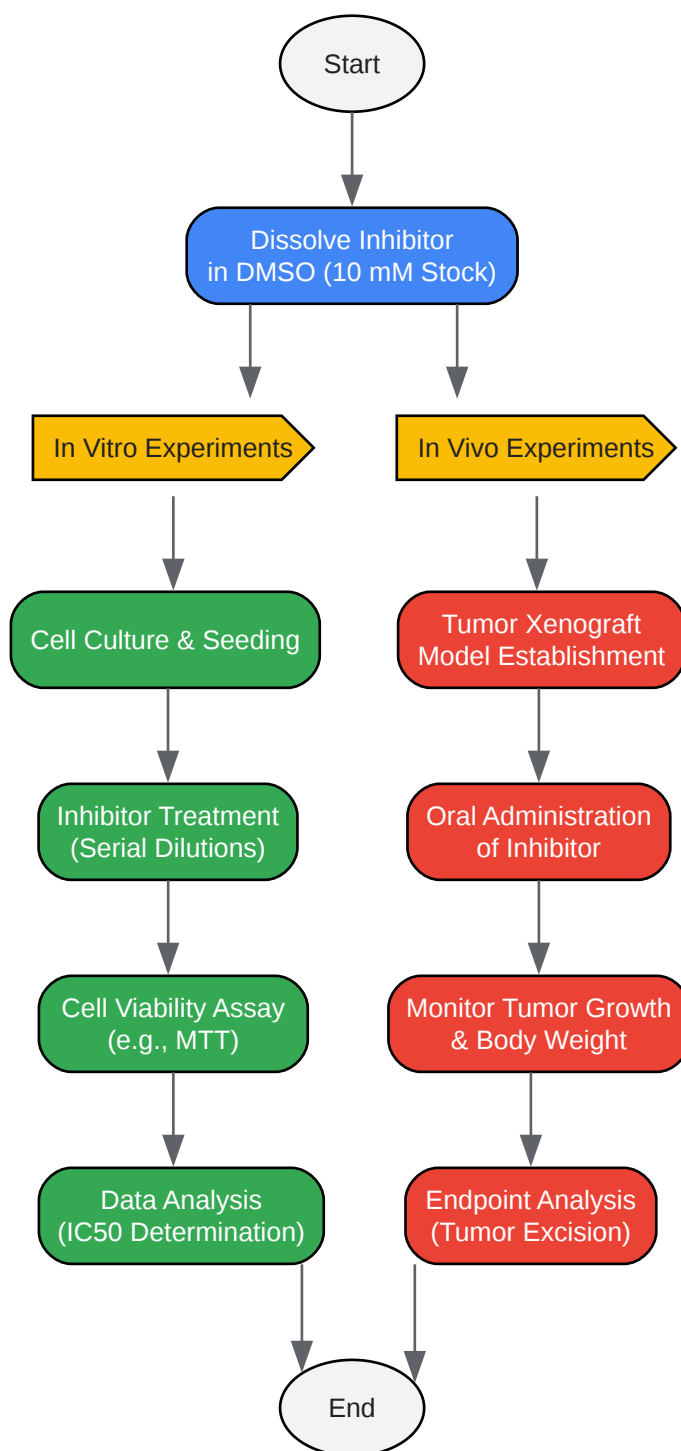 Start
Dissolve Inhibitor
in DMSO (10 mM Stock)
In Vitro Experiments
In Vivo Experiments
Cell Culture & Seeding
Tumor Xenograft
Model Establishment
Inhibitor Treatment
(Serial Dilutions)
Oral Administration
of Inhibitor
Cell Viability Assay
(e.g., MTT)
Monitor Tumor Growth
& Body Weight
Data Analysis
(IC50 Determination)
Endpoint Analysis
(Tumor Excision)
End